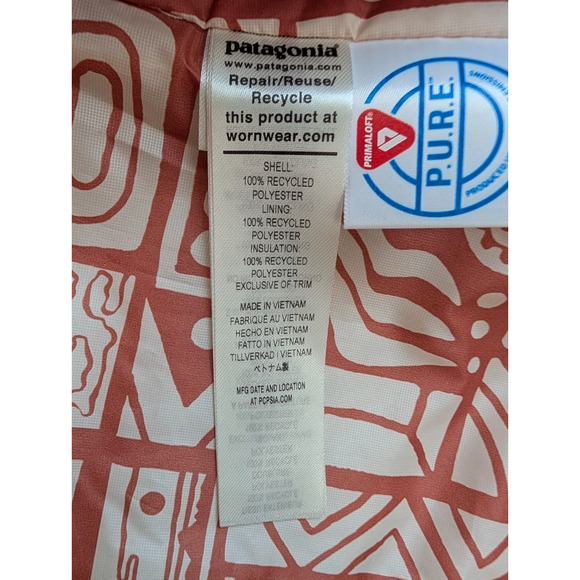 patagonia®
www.patagonia.com
Repair/Reuse/
Recycle
this product at
wornwear.com
SHELL:
100% RECYCLED
POLYESTER
LINING:
100% RECYCLED
POLYESTER
INSULATION:
100% RECYCLED
POLYESTER
EXCLUSIVE OF TRIM
MADE IN VIETNAM
FABRIQUÉ AU VIETNAM
HECHO EN VIETNAM
FATTO IN VIETNAM
TILLVERKAD I VIETNAM
ベトナム製
MFG DATE AND LOCATION
AT PCPSIA.COM
PRIMALOFT®
P.U.R.E.™
PRODUCED